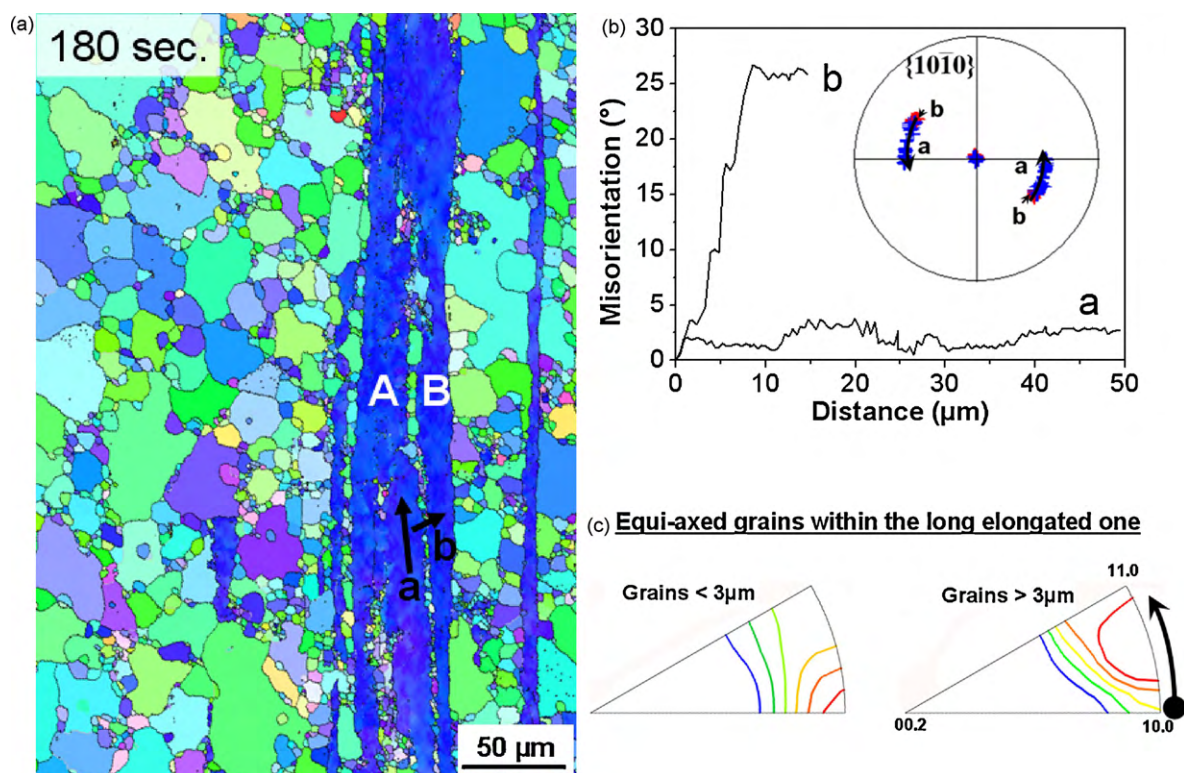 (a)
180 sec.
A B
a b
50 µm
(b)
30
25
20
15
10
5
0
Misorientation (°)
b
a
{101̄0}
b
a
a
b
0 10 20 30 40 50
Distance (µm)
(c) Equi-axed grains within the long elongated one
Grains < 3µm
Grains > 3µm
11.0
00.2
10.0